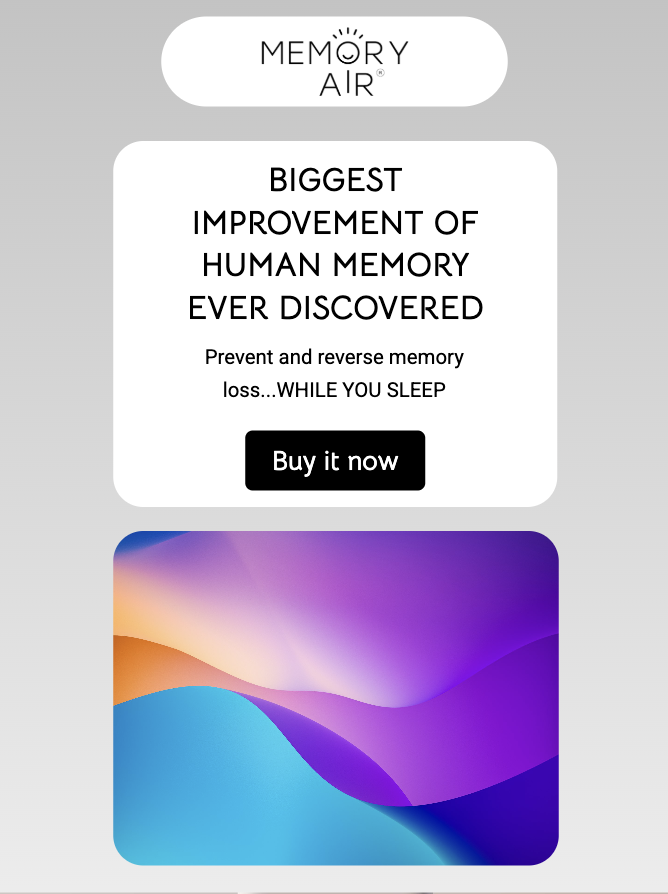 MEMORY
AIR®
BIGGEST
IMPROVEMENT OF
HUMAN MEMORY
EVER DISCOVERED
Prevent and reverse memory
loss...WHILE YOU SLEEP
Buy it now